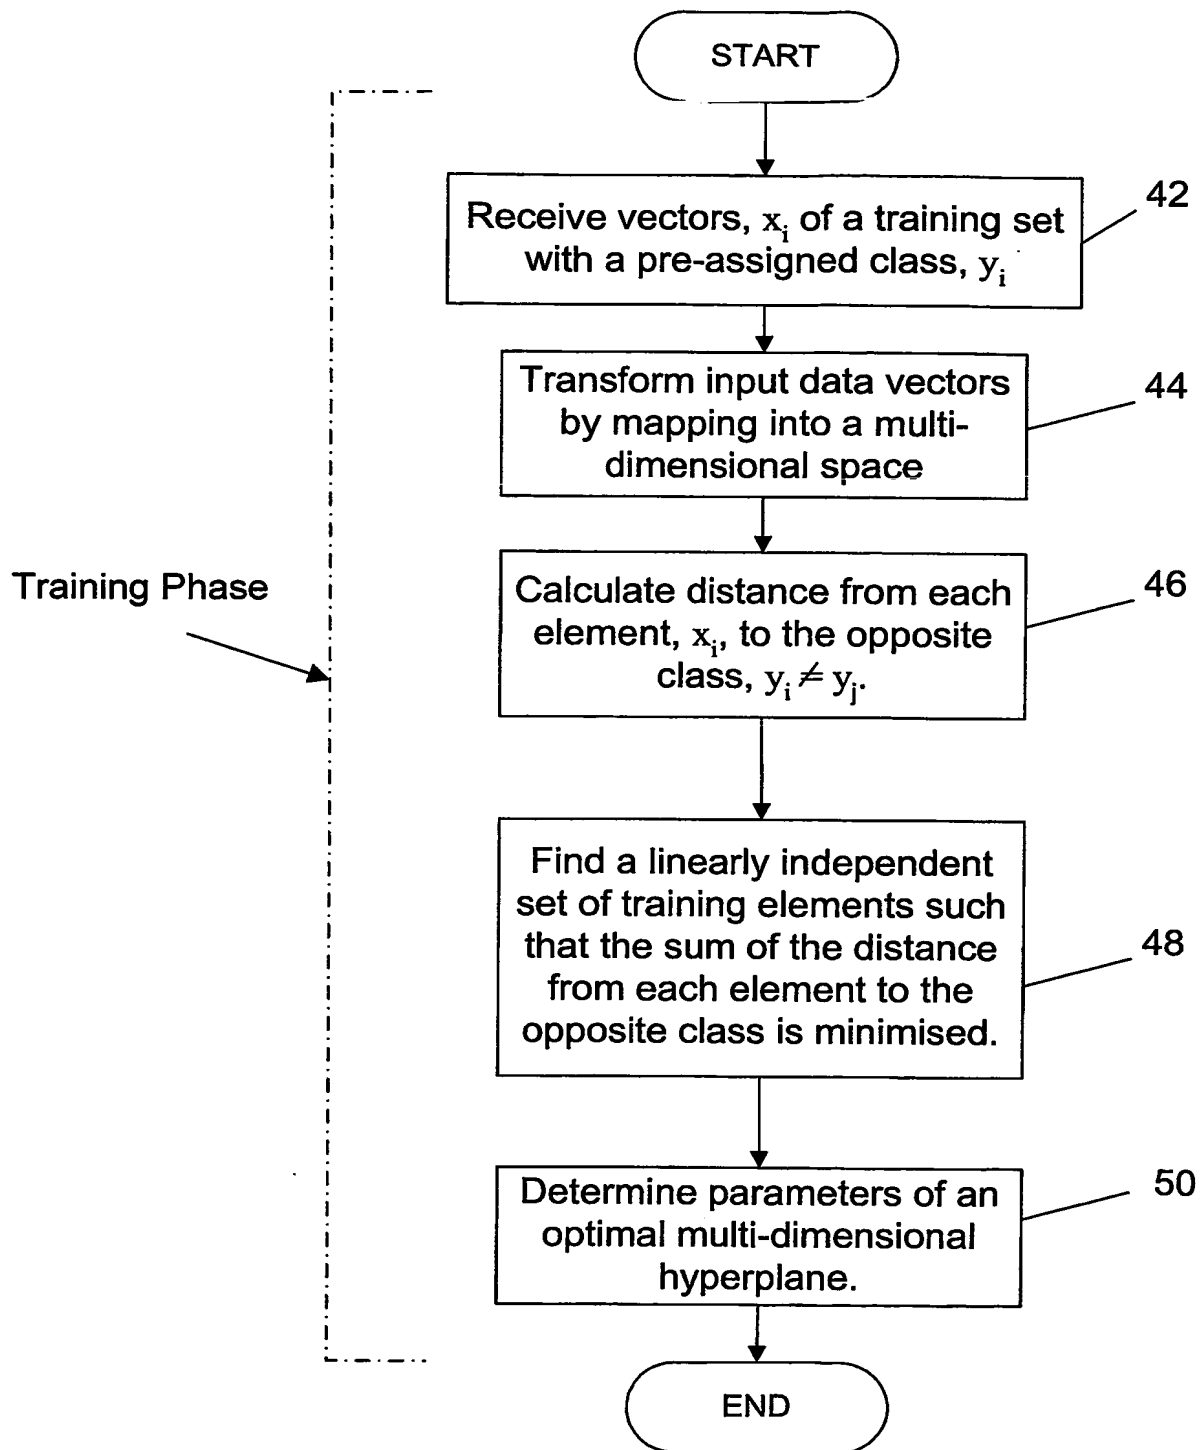 START
Receive vectors, xᵢ of a training set
with a pre-assigned class, yᵢ
42
Transform input data vectors
by mapping into a multi-
dimensional space
44
Training Phase
Calculate distance from each
element, xᵢ, to the opposite
class, yᵢ ≠ yⱼ.
46
Find a linearly independent
set of training elements such
that the sum of the distance
from each element to the
opposite class is minimised.
48
Determine parameters of an
optimal multi-dimensional
hyperplane.
50
END